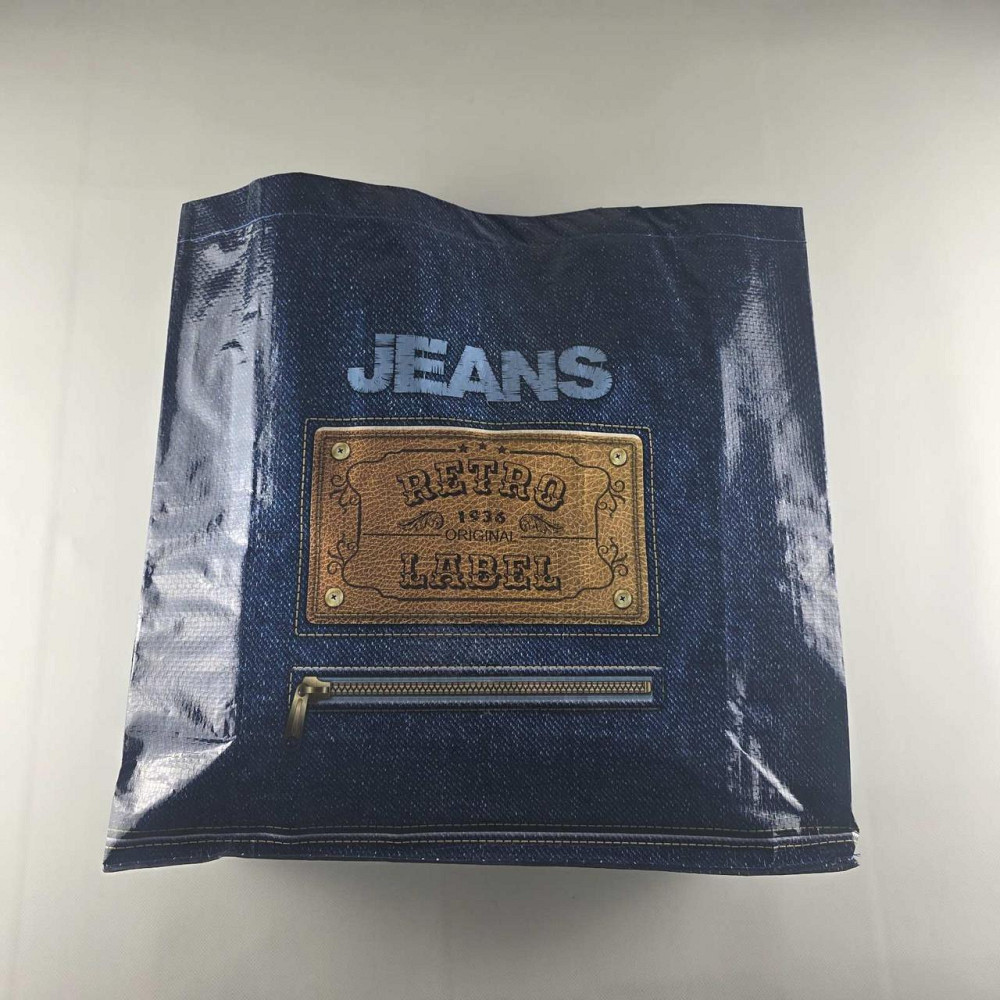 JEANS
RETRO
1936
ORIGINAL
LABEL